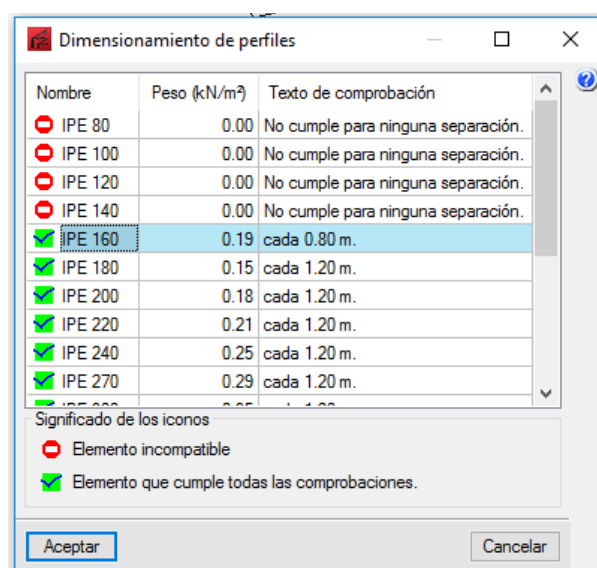 Dimensionamiento de perfiles
Nombre Peso (kN/m²) Texto de comprobación
IPE 80 0.00 No cumple para ninguna separación.
IPE 100 0.00 No cumple para ninguna separación.
IPE 120 0.00 No cumple para ninguna separación.
IPE 140 0.00 No cumple para ninguna separación.
IPE 160 0.19 cada 0.80 m.
IPE 180 0.15 cada 1.20 m.
IPE 200 0.18 cada 1.20 m.
IPE 220 0.21 cada 1.20 m.
IPE 240 0.25 cada 1.20 m.
IPE 270 0.29 cada 1.20 m.
Significado de los iconos
Elemento incompatible
Elemento que cumple todas las comprobaciones.
Aceptar Cancelar